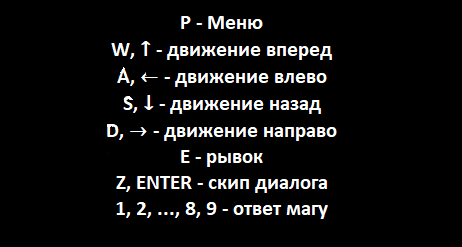 P - Меню
W, ↑ - движение вперед
A, ← - движение влево
S, ↓ - движение назад
D, → - движение направо
E - рывок
Z, ENTER - скип диалога
1, 2, ..., 8, 9 - ответ магу